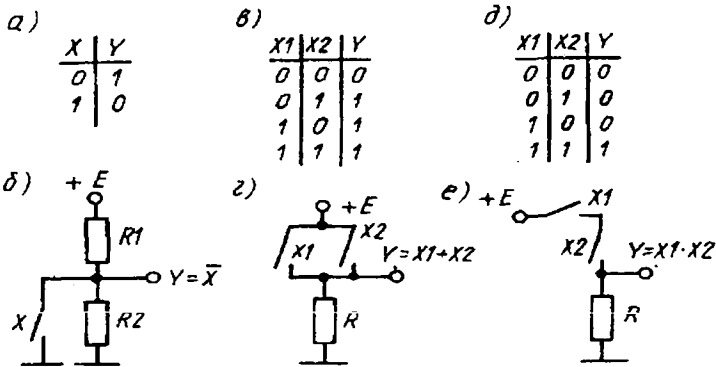 а) в) д)
X Y
0 1
1 0
X1 X2 Y
0 0 0
0 1 1
1 0 1
1 1 1
X1 X2 Y
0 0 0
0 1 0
1 0 0
1 1 1
б) +E
R1
Y=X̅
X
R2
г) +E
X1
X2
Y=X1+X2
R
е) +E
X1
X2
Y=X1·X2
R